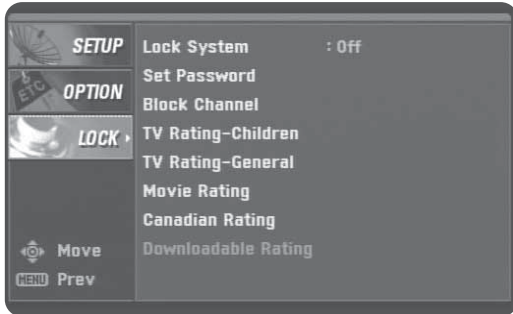 SETUP
ETC OPTION
LOCK
Move
MENU Prev
Lock System : Off
Set Password
Block Channel
TV Rating-Children
TV Rating-General
Movie Rating
Canadian Rating
Downloadable Rating